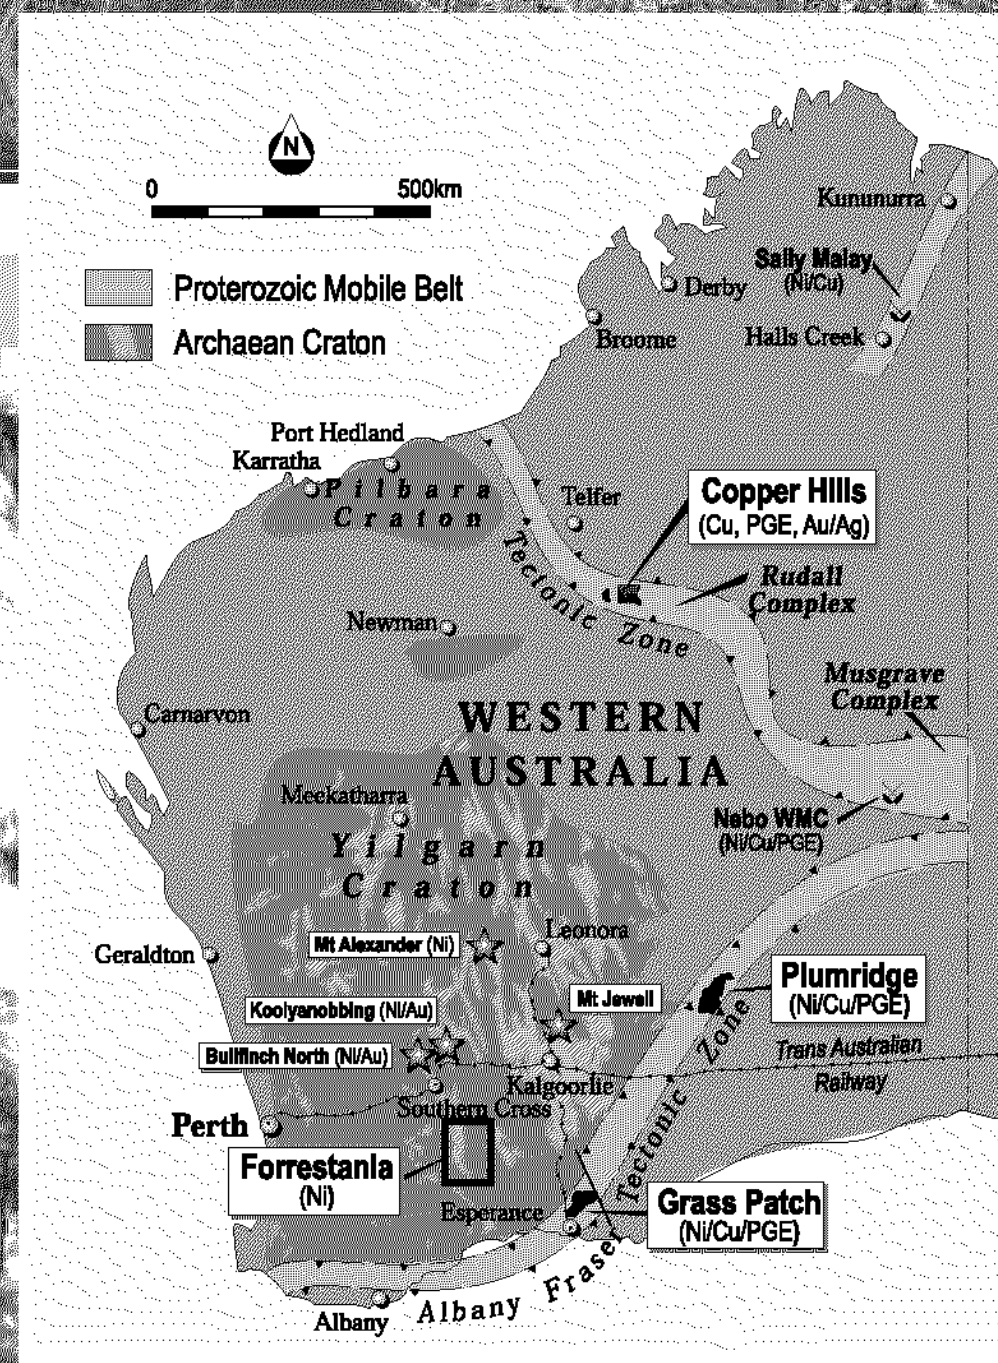 N
0 500km
Proterozoic Mobile Belt
Archaean Craton
Kununurra
Sally Malay
(Ni/Cu)
Derby
Broome
Halls Creek
Port Hedland
Karratha
Pilbara
Craton
Telfer
Copper Hills
(Cu, PGE, Au/Ag)
Tectonic Zone
Rudall
Complex
Newman
Musgrave
Complex
Carnarvon
WESTERN
AUSTRALIA
Meekatharra
Nebo WMC
(Ni/Cu/PGE)
Yilgarn
Craton
Leonora
Mt Alexander (Ni)
Geraldton
Plumridge
(Ni/Cu/PGE)
Mt Jewell
Koolyanobbing (Ni/Au)
Bullfinch North (Ni/Au)
Trans Australian
Railway
Kalgoorlie
Southern Cross
Perth
Forrestania
(Ni)
Grass Patch
(Ni/Cu/PGE)
Esperance
Albany Fraser Tectonic Zone
Albany